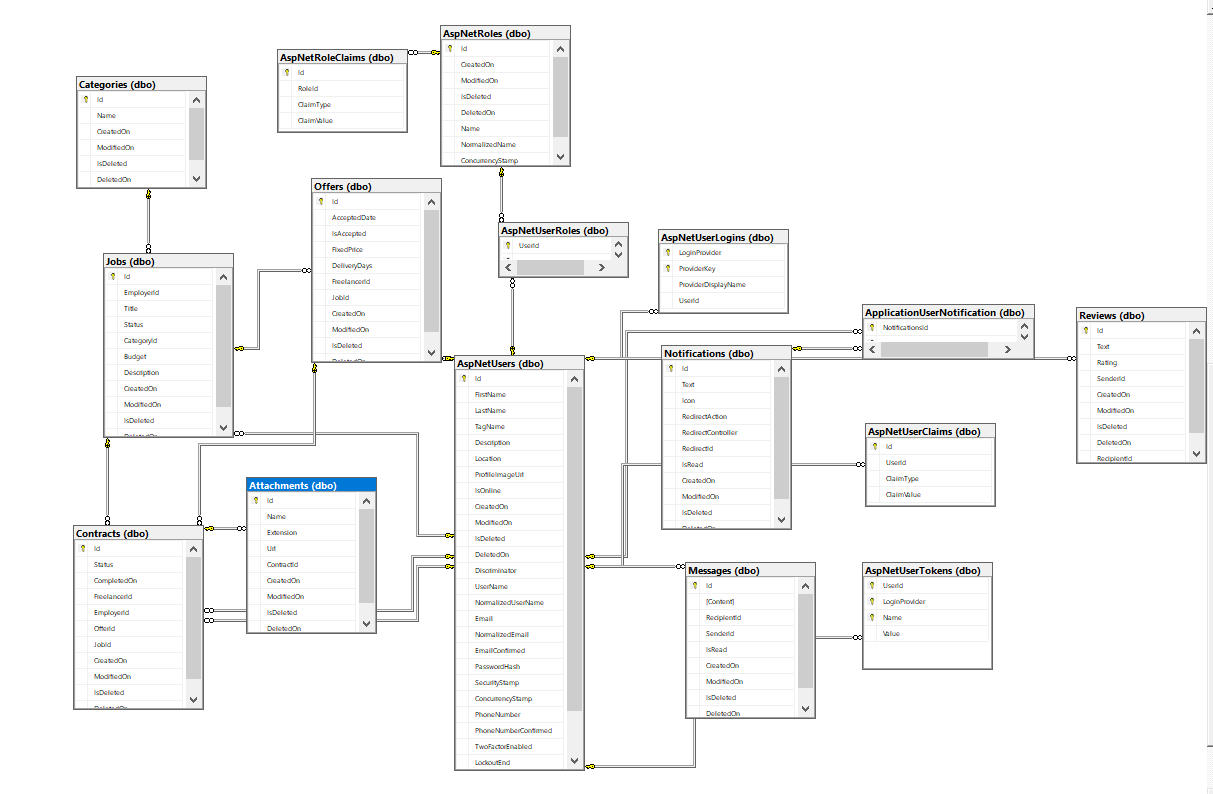 AspNetRoles (dbo)
Id
CreatedOn
ModifiedOn
IsDeleted
DeletedOn
Name
NormalizedName
ConcurrencyStamp
AspNetRoleClaims (dbo)
Id
RoleId
ClaimType
ClaimValue
Categories (dbo)
Id
Name
CreatedOn
ModifiedOn
IsDeleted
DeletedOn
Offers (dbo)
Id
AcceptedDate
IsAccepted
FixedPrice
DeliveryDays
FreelancerId
JobId
CreatedOn
ModifiedOn
IsDeleted
DeletedOn
AspNetUserRoles (dbo)
UserId
AspNetUserLogins (dbo)
LoginProvider
ProviderKey
ProviderDisplayName
UserId
Jobs (dbo)
Id
EmployerId
Title
Status
CategoryId
Budget
Description
CreatedOn
ModifiedOn
IsDeleted
DeletedOn
ApplicationUserNotification (dbo)
NotificationsId
Reviews (dbo)
Id
Text
Rating
SenderId
CreatedOn
ModifiedOn
IsDeleted
DeletedOn
RecipientId
Notifications (dbo)
Id
Text
Icon
RedirectAction
RedirectController
RedirectId
IsRead
CreatedOn
ModifiedOn
IsDeleted
DeletedOn
AspNetUsers (dbo)
Id
FirstName
LastName
TagName
Description
Location
ProfileImageUrl
IsOnline
CreatedOn
ModifiedOn
IsDeleted
DeletedOn
Discriminator
UserName
NormalizedUserName
Email
NormalizedEmail
EmailConfirmed
PasswordHash
SecurityStamp
ConcurrencyStamp
PhoneNumber
PhoneNumberConfirmed
TwoFactorEnabled
LockoutEnd
AspNetUserClaims (dbo)
Id
UserId
ClaimType
ClaimValue
Attachments (dbo)
Id
Name
Extension
Url
ContractId
CreatedOn
ModifiedOn
IsDeleted
DeletedOn
Contracts (dbo)
Id
Status
CompletedOn
FreelancerId
EmployerId
OfferId
JobId
CreatedOn
ModifiedOn
IsDeleted
DeletedOn
Messages (dbo)
Id
[Content]
RecipientId
SenderId
IsRead
CreatedOn
ModifiedOn
IsDeleted
DeletedOn
AspNetUserTokens (dbo)
UserId
LoginProvider
Name
Value